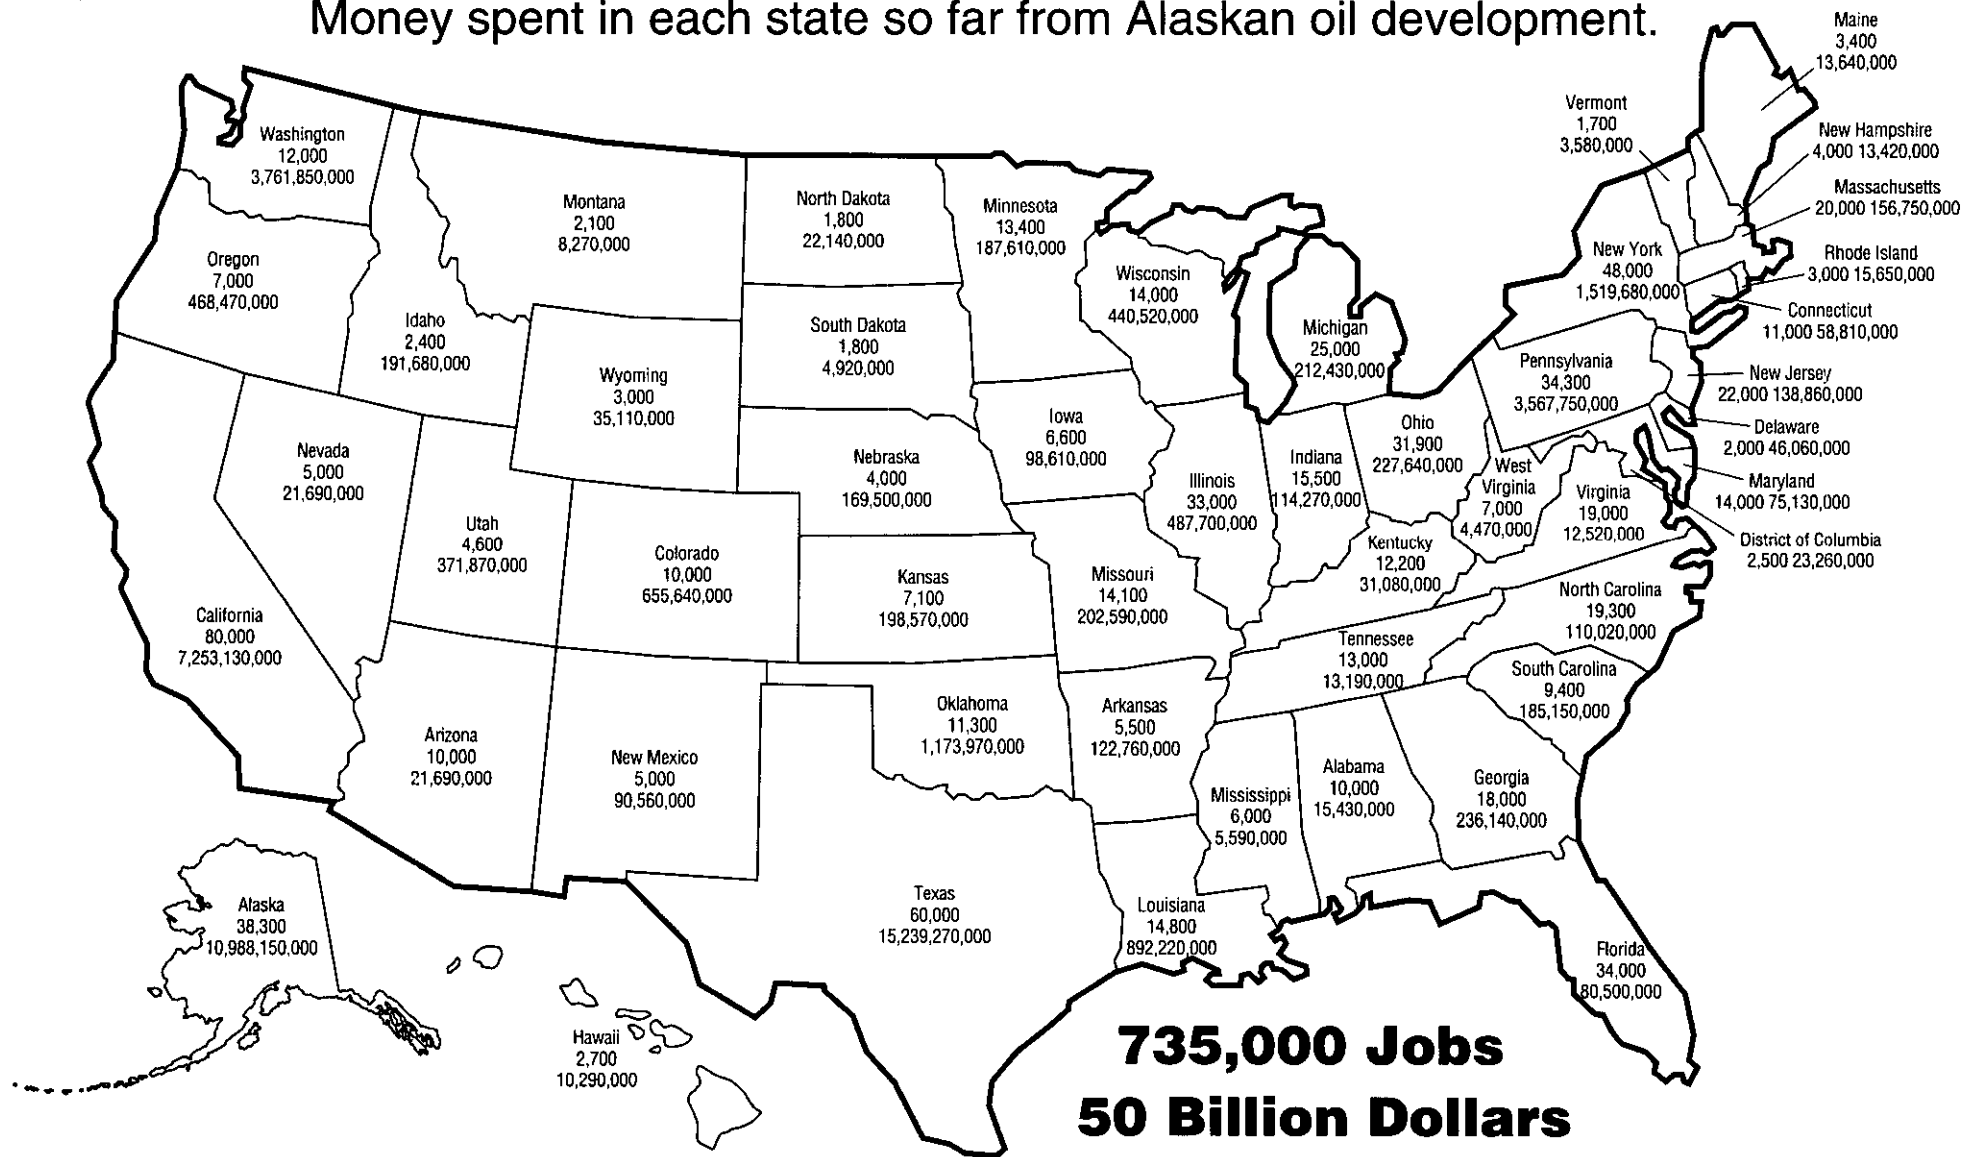 Money spent in each state so far from Alaskan oil development.
Maine
3,400
13,640,000
Vermont
1,700
3,580,000
New Hampshire
4,000 13,420,000
Massachusetts
20,000 156,750,000
Rhode Island
3,000 15,650,000
Connecticut
11,000 58,810,000
New Jersey
22,000 138,860,000
Delaware
2,000 46,060,000
Maryland
14,000 75,130,000
District of Columbia
2,500 23,260,000
Washington
12,000
3,761,850,000
Montana
2,100
8,270,000
North Dakota
1,800
22,140,000
Minnesota
13,400
187,610,000
Wisconsin
14,000
440,520,000
Michigan
25,000
212,430,000
New York
48,000
1,519,680,000
Oregon
7,000
468,470,000
Idaho
2,400
191,680,000
Wyoming
3,000
35,110,000
South Dakota
1,800
4,920,000
Iowa
6,600
98,610,000
Pennsylvania
34,300
3,567,750,000
Ohio
31,900
227,640,000
Indiana
15,500
114,270,000
Illinois
33,000
487,700,000
Nebraska
4,000
169,500,000
Nevada
5,000
21,690,000
Utah
4,600
371,870,000
Colorado
10,000
655,640,000
Kansas
7,100
198,570,000
Missouri
14,100
202,590,000
Kentucky
12,200
31,080,000
West
Virginia
7,000
4,470,000
Virginia
19,000
12,520,000
North Carolina
19,300
110,020,000
Tennessee
13,000
13,190,000
South Carolina
9,400
185,150,000
California
80,000
7,253,130,000
Arizona
10,000
21,690,000
New Mexico
5,000
90,560,000
Oklahoma
11,300
1,173,970,000
Arkansas
5,500
122,760,000
Mississippi
6,000
5,590,000
Alabama
10,000
15,430,000
Georgia
18,000
236,140,000
Texas
60,000
15,239,270,000
Louisiana
14,800
892,220,000
Florida
34,000
80,500,000
Alaska
38,300
10,988,150,000
Hawaii
2,700
10,290,000
735,000 Jobs
50 Billion Dollars